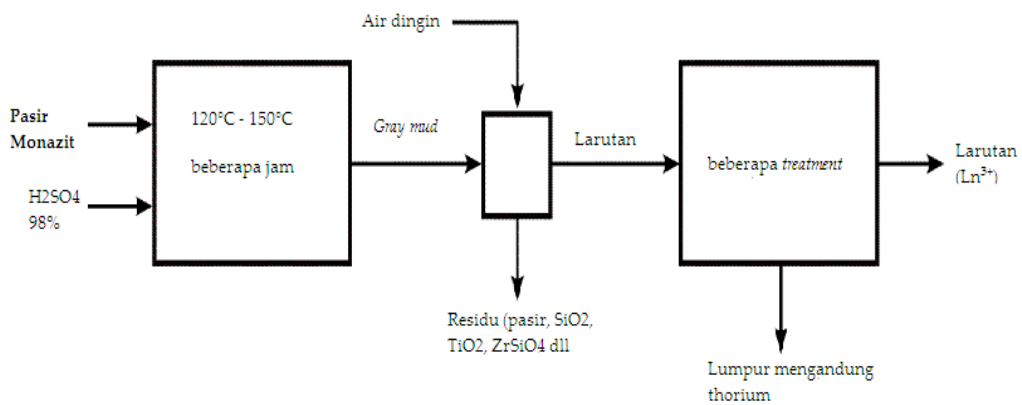 Air dingin
Pasir
Monazit
H2SO4
98%
120°C - 150°C
beberapa jam
Gray mud
Larutan
beberapa treatment
Larutan
(Ln³⁺)
Residu (pasir, SiO2,
TiO2, ZrSiO4 dll
Lumpur mengandung
thorium